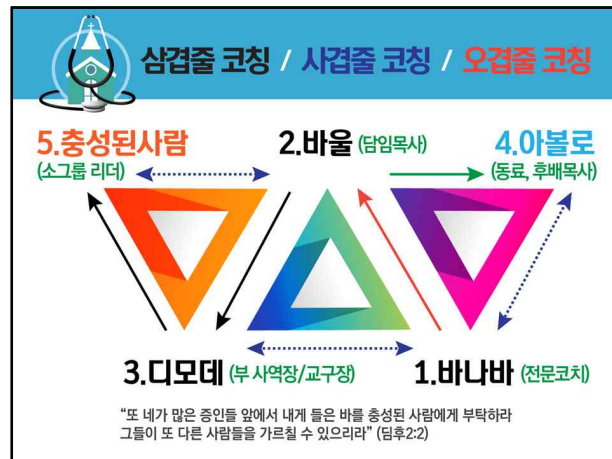 삼겹줄 코칭 / 사겹줄 코칭 / 오겹줄 코칭
5.충성된사람
(소그룹 리더)
2.바울 (담임목사)
4.아볼로
(동료, 후배목사)
3.디모데 (부 사역장/교구장)
1.바나바 (전문코치)
“또 네가 많은 증인들 앞에서 내게 들은 바를 충성된 사람에게 부탁하라
그들이 또 다른 사람들을 가르칠 수 있으리라” (딤후2:2)